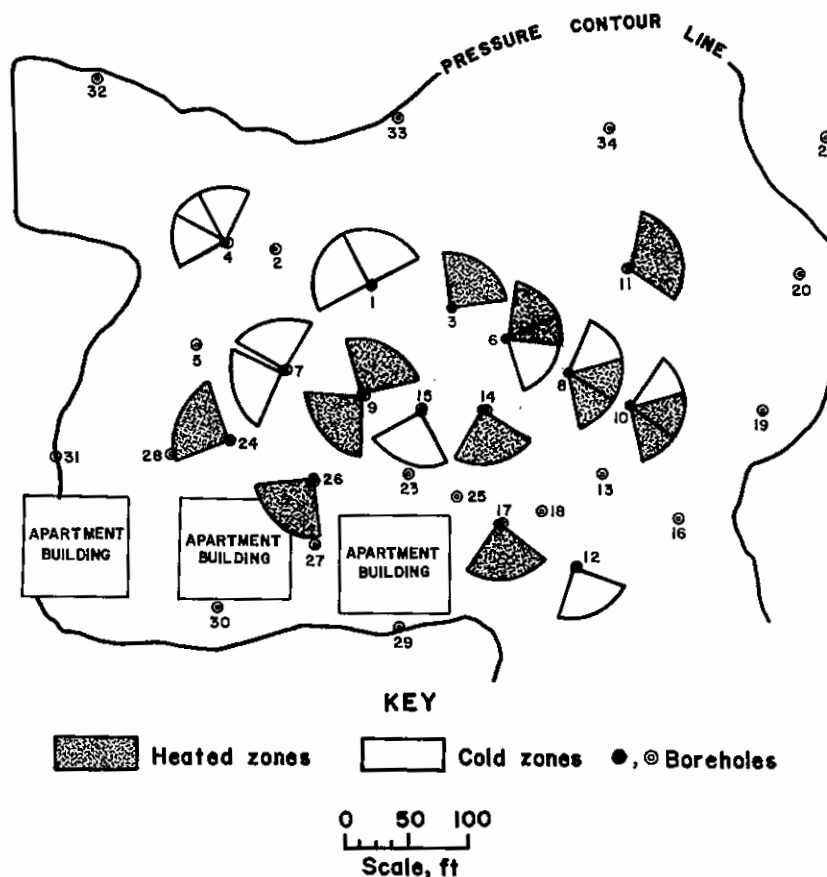 PRESSURE CONTOUR LINE
32
33
34
2
4
2
1
11
20
3
6
5
7
8
9
15
14
10
19
24
28
31
26
23
13
25
18
16
17
27
12
APARTMENT
BUILDING
APARTMENT
BUILDING
APARTMENT
BUILDING
30
29
KEY
Heated zones
Cold zones
, Boreholes
0 50 100
Scale, ft